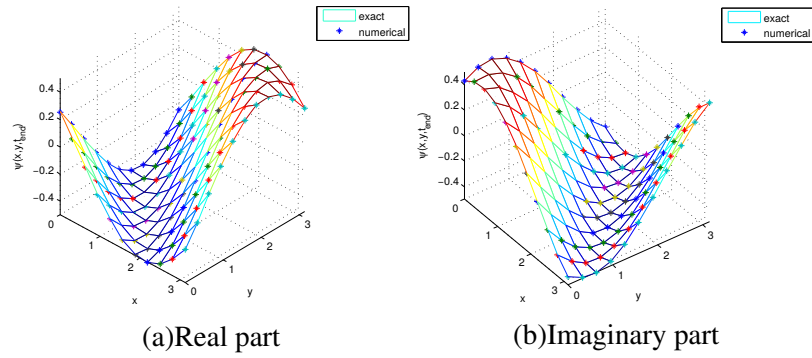 exact
numerical
0.4
0.2
0
−0.2
−0.4
ψ(x,y,t_end)
0
1
2
3
x
0
1
2
3
y
(a)Real part
exact
numerical
0.4
0.2
0
−0.2
−0.4
ψ(x,y,t_end)
0
1
2
3
x
0
1
2
3
y
(b)Imaginary part